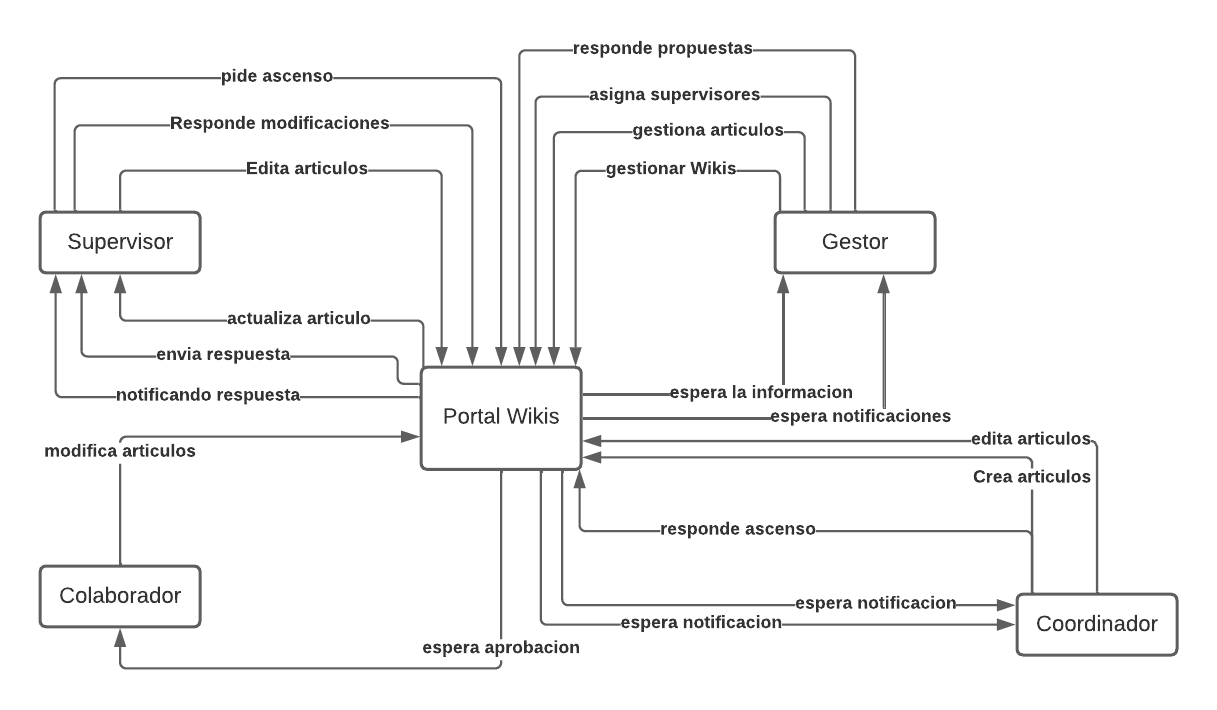 responde propuestas
pide ascenso
asigna supervisores
Responde modificaciones
gestiona articulos
Edita articulos
gestionar Wikis
Supervisor
Gestor
actualiza articulo
envia respuesta
notificando respuesta
espera la informacion
Portal Wikis
espera notificaciones
edita articulos
modifica articulos
Crea articulos
responde ascenso
Colaborador
espera notificacion
espera notificacion
Coordinador
espera aprobacion